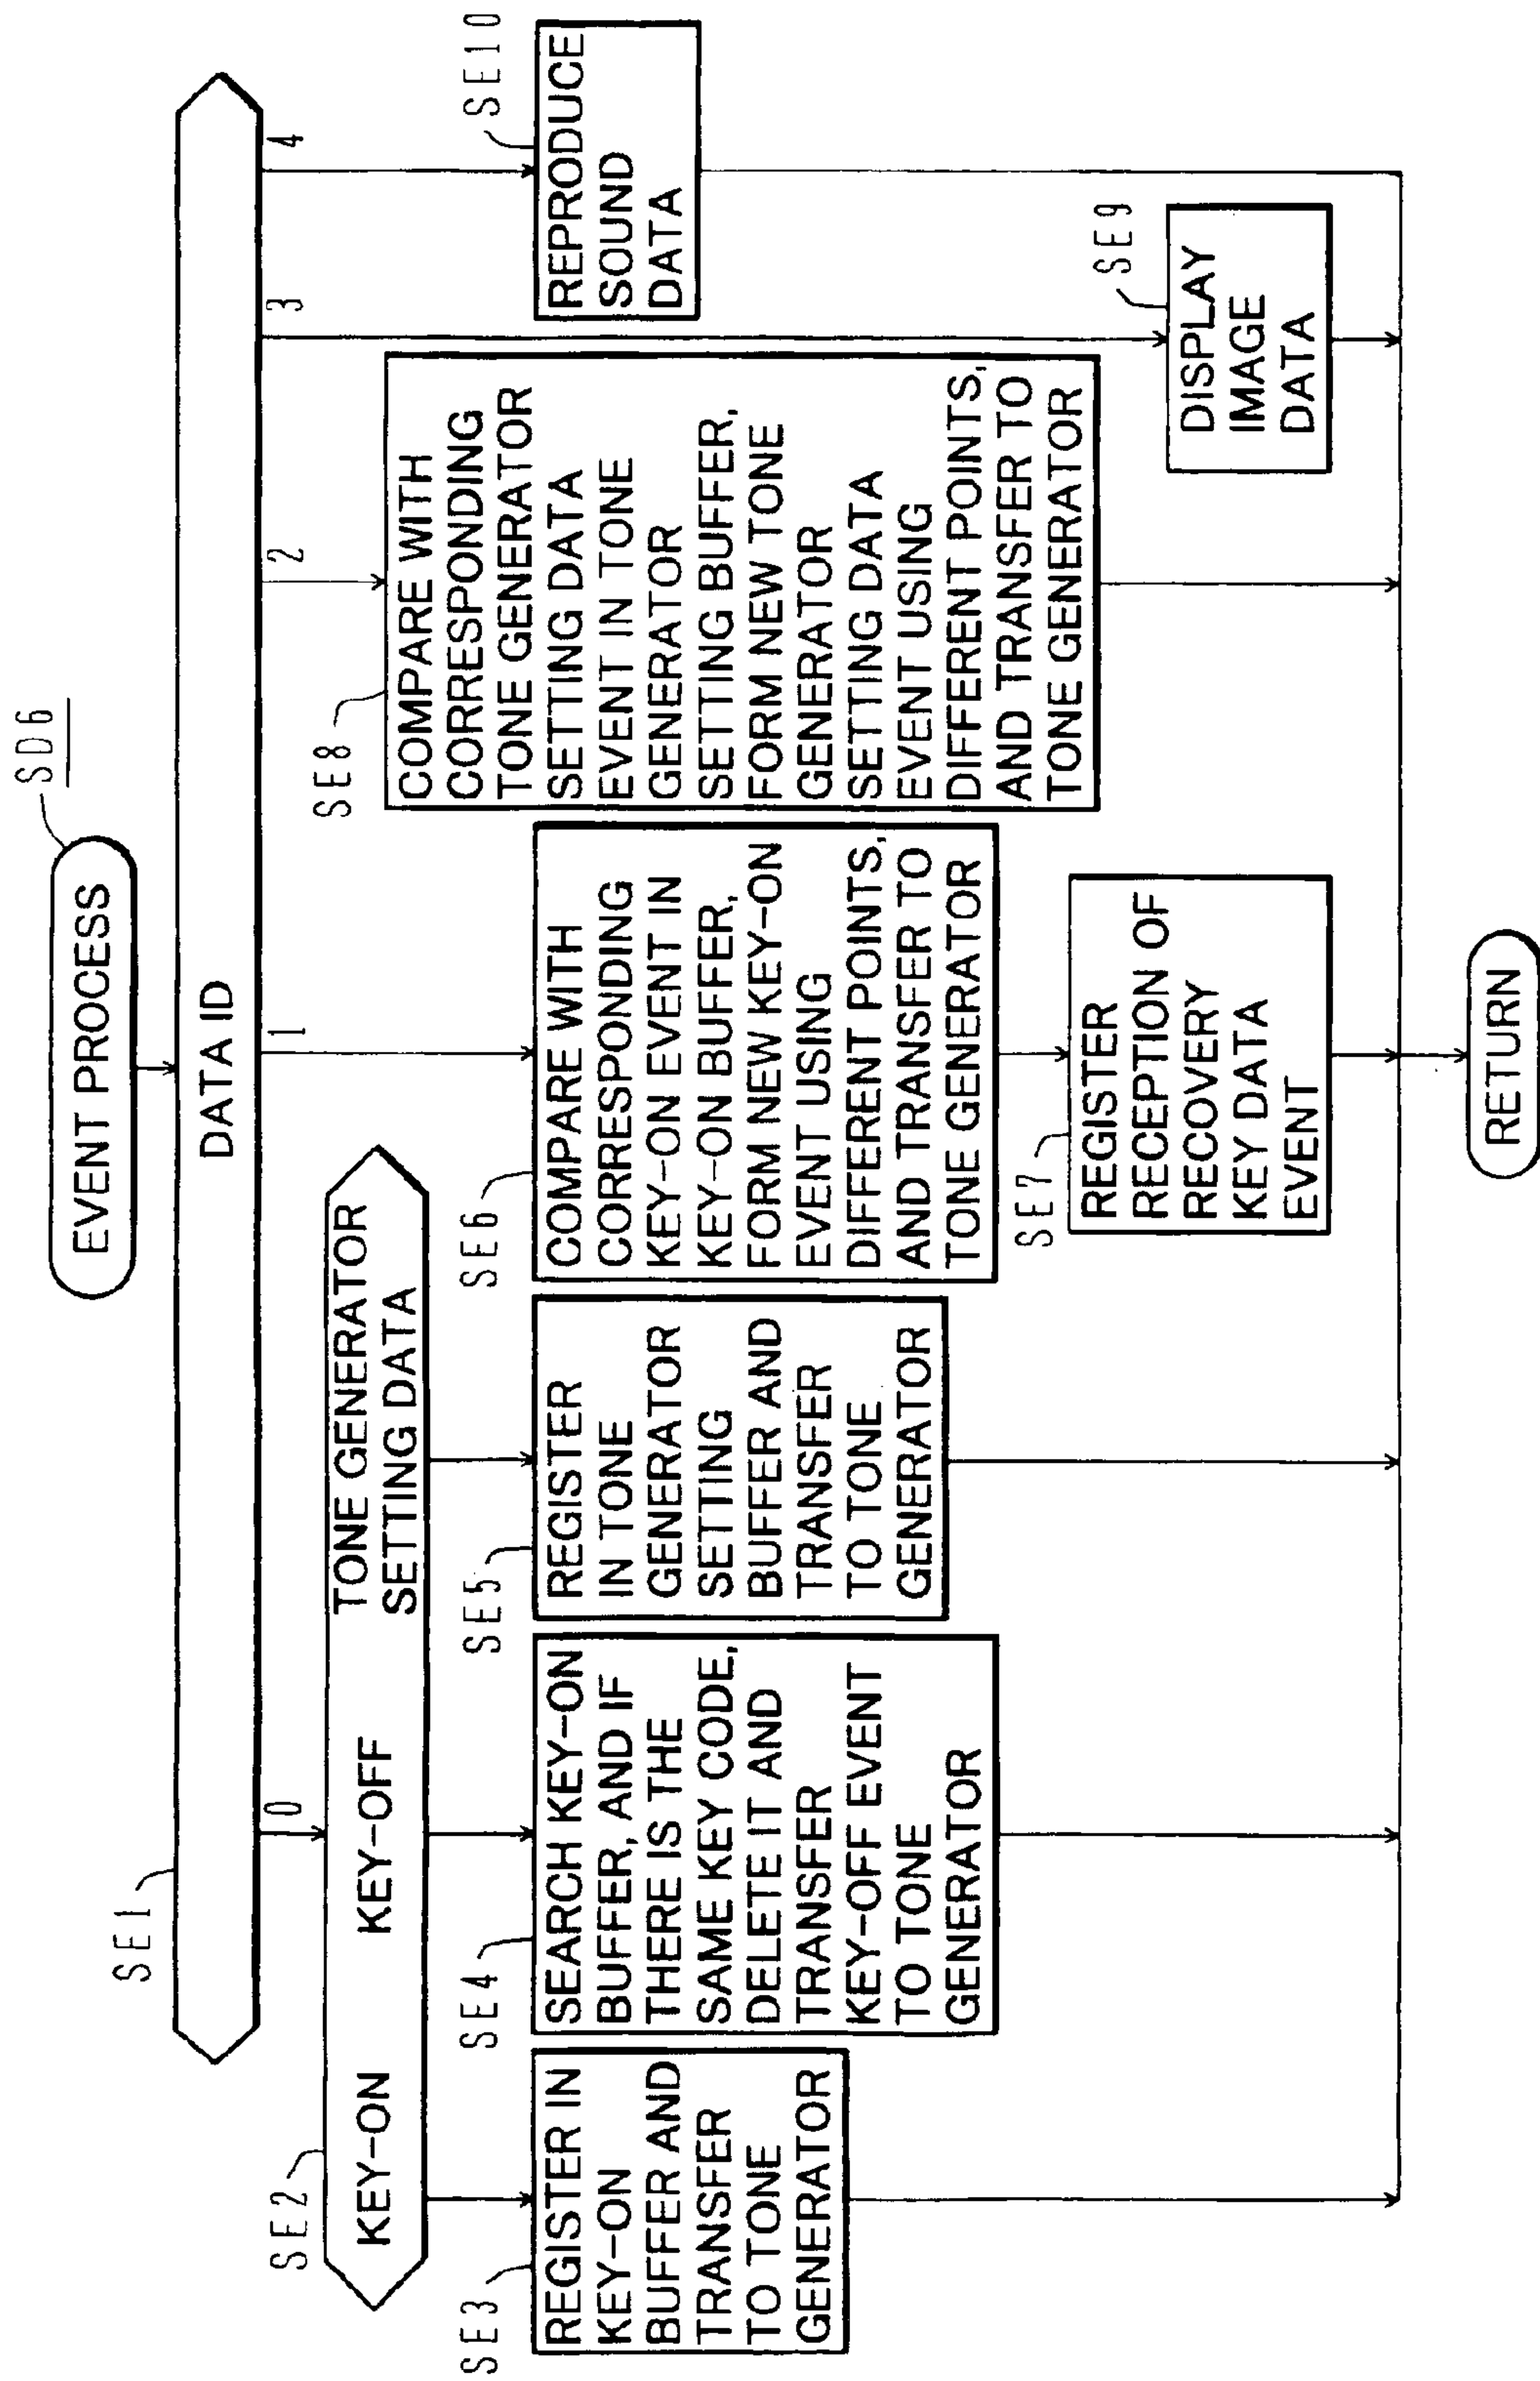 EVENT PROCESS
SD6
SE1
DATA ID
0
1
2
3
4
SE2
KEY-ON
KEY-OFF
TONE GENERATOR
SETTING DATA
SE3
REGISTER IN
KEY-ON
BUFFER AND
TRANSFER
TO TONE
GENERATOR
SE4
SEARCH KEY-ON
BUFFER, AND IF
THERE IS THE
SAME KEY CODE,
DELETE IT AND
TRANSFER
KEY-OFF EVENT
TO TONE
GENERATOR
SE5
REGISTER
IN TONE
GENERATOR
SETTING
BUFFER AND
TRANSFER
TO TONE
GENERATOR
SE6
COMPARE WITH
CORRESPONDING
KEY-ON EVENT IN
KEY-ON BUFFER,
FORM NEW KEY-ON
EVENT USING
DIFFERENT POINTS,
AND TRANSFER TO
TONE GENERATOR
SE7
REGISTER
RECEPTION OF
RECOVERY
KEY DATA
EVENT
SE8
COMPARE WITH
CORRESPONDING
TONE GENERATOR
SETTING DATA
EVENT IN TONE
GENERATOR
SETTING BUFFER,
FORM NEW TONE
GENERATOR
SETTING DATA
EVENT USING
DIFFERENT POINTS,
AND TRANSFER TO
TONE GENERATOR
SE9
DISPLAY
IMAGE
DATA
SE10
REPRODUCE
SOUND
DATA
RETURN